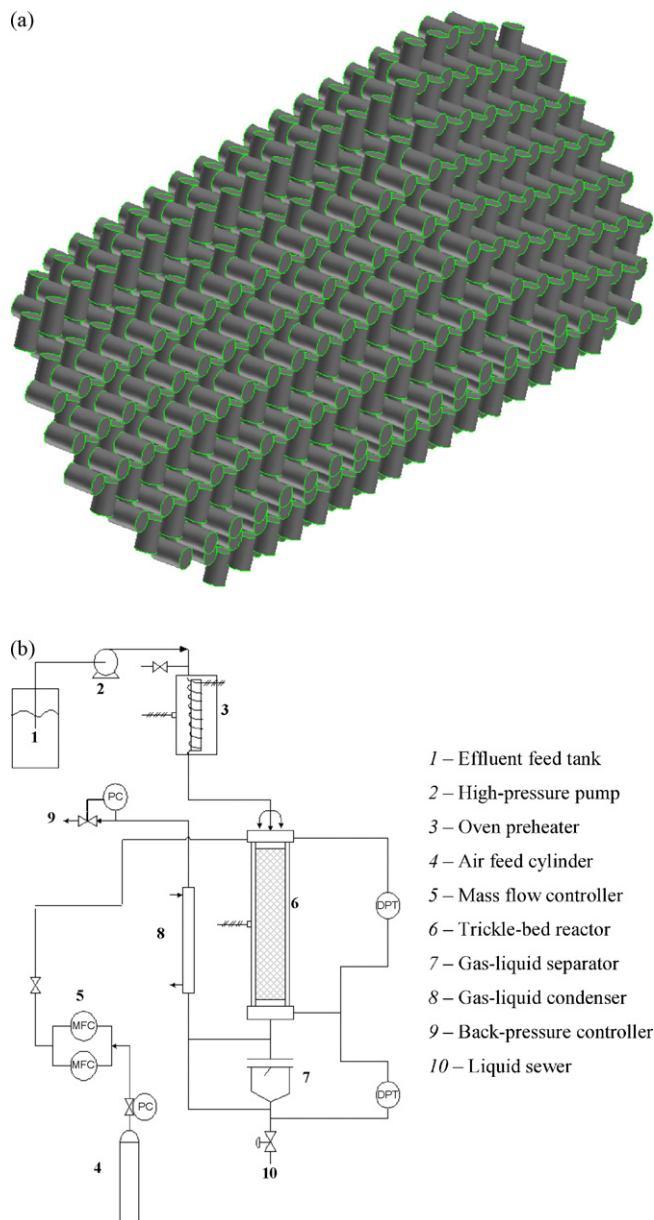 (a)
(b)
2
3
1
PC
9
6
DPT
8
5
MFC
MFC
7
PC
DPT
4
10
1 – Effluent feed tank
2 – High-pressure pump
3 – Oven preheater
4 – Air feed cylinder
5 – Mass flow controller
6 – Trickle-bed reactor
7 – Gas-liquid separator
8 – Gas-liquid condenser
9 – Back-pressure controller
10 – Liquid sewer